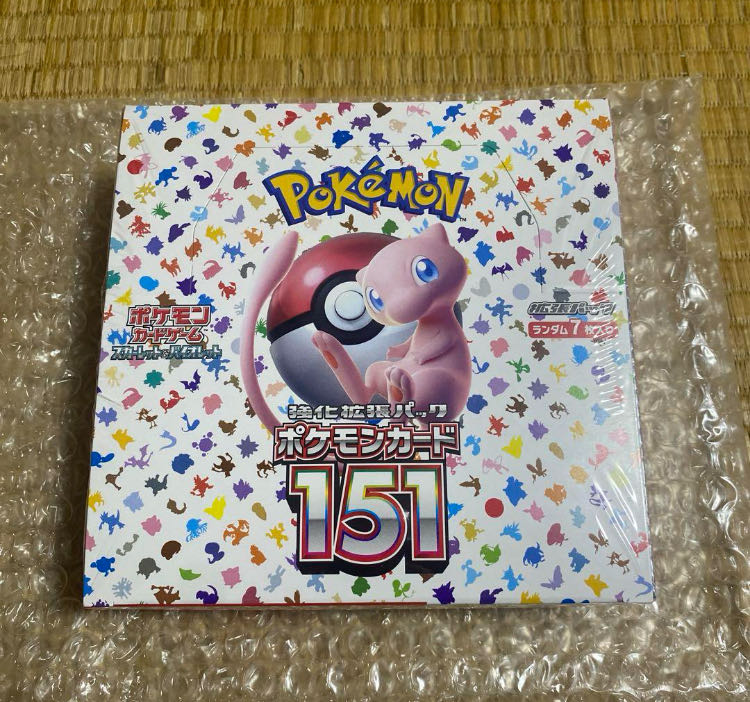 POKéMON
ポケモン
カードゲーム
スカーレット&バイオレット
拡張パック
ランダム7枚入り
強化拡張パック
ポケモンカード
151